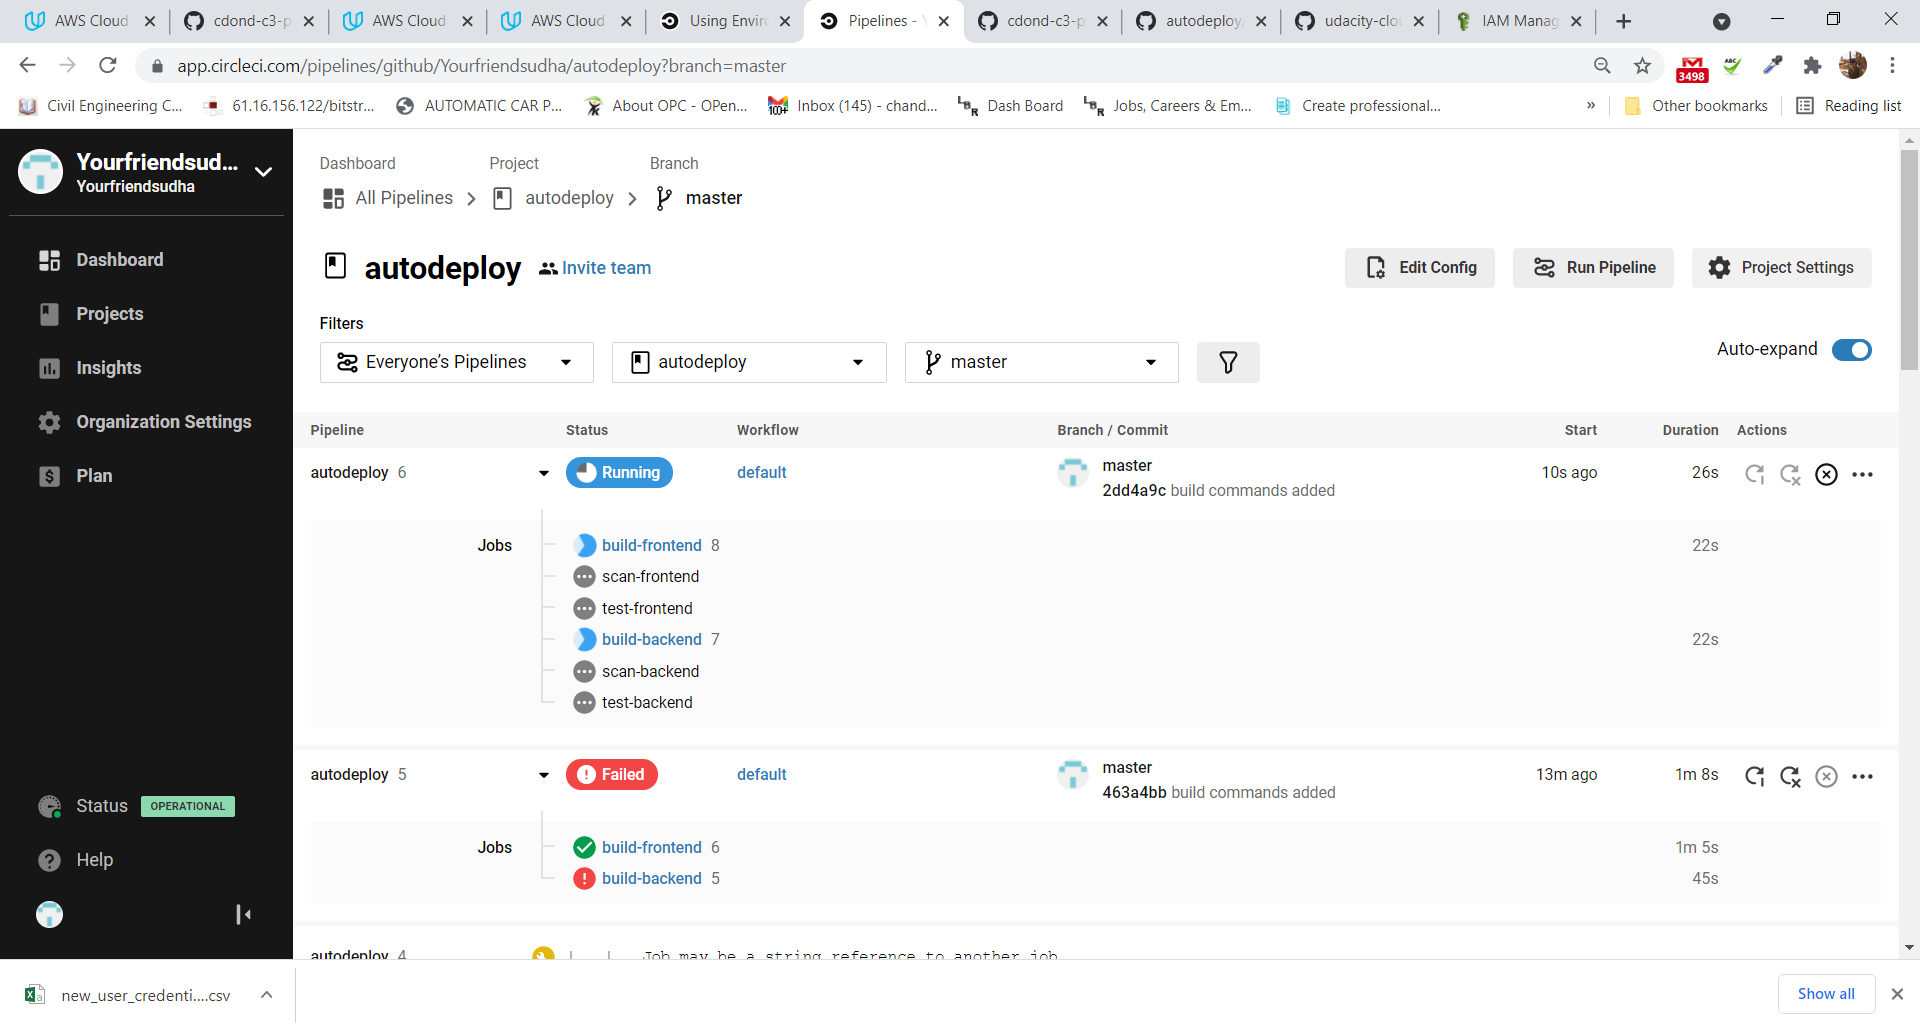 AWS Cloud
cdond-c3-p
AWS Cloud
AWS Cloud
Using Enviro
Pipelines - Y
cdond-c3-p
autodeploy/
udacity-clou
IAM Manag
app.circleci.com/pipelines/github/Yourfriendsudha/autodeploy?branch=master
3498
ABC
Civil Engineering C...
61.16.156.122/bitstr...
AUTOMATIC CAR P...
About OPC - OPen...
100+
Inbox (145) - chand...
Dash Board
Jobs, Careers & Em...
Create professional...
»
Other bookmarks
Reading list
Yourfriendsud...
Yourfriendsudha
Dashboard
Projects
Insights
Organization Settings
Plan
Status OPERATIONAL
Help
Dashboard Project Branch
All Pipelines autodeploy master
autodeploy Invite team
Edit Config Run Pipeline Project Settings
Filters
Everyone's Pipelines autodeploy master
Auto-expand
Pipeline Status Workflow Branch / Commit Start Duration Actions
autodeploy 6 Running default master 10s ago 26s
2dd4a9c build commands added
Jobs build-frontend 8 22s
scan-frontend
test-frontend
build-backend 7 22s
scan-backend
test-backend
autodeploy 5 Failed default master 13m ago 1m 8s
463a4bb build commands added
Jobs build-frontend 6 1m 5s
build-backend 5 45s
autodeploy 4 | | Job may be a string reference to another job
new_user_credenti....csv
Show all